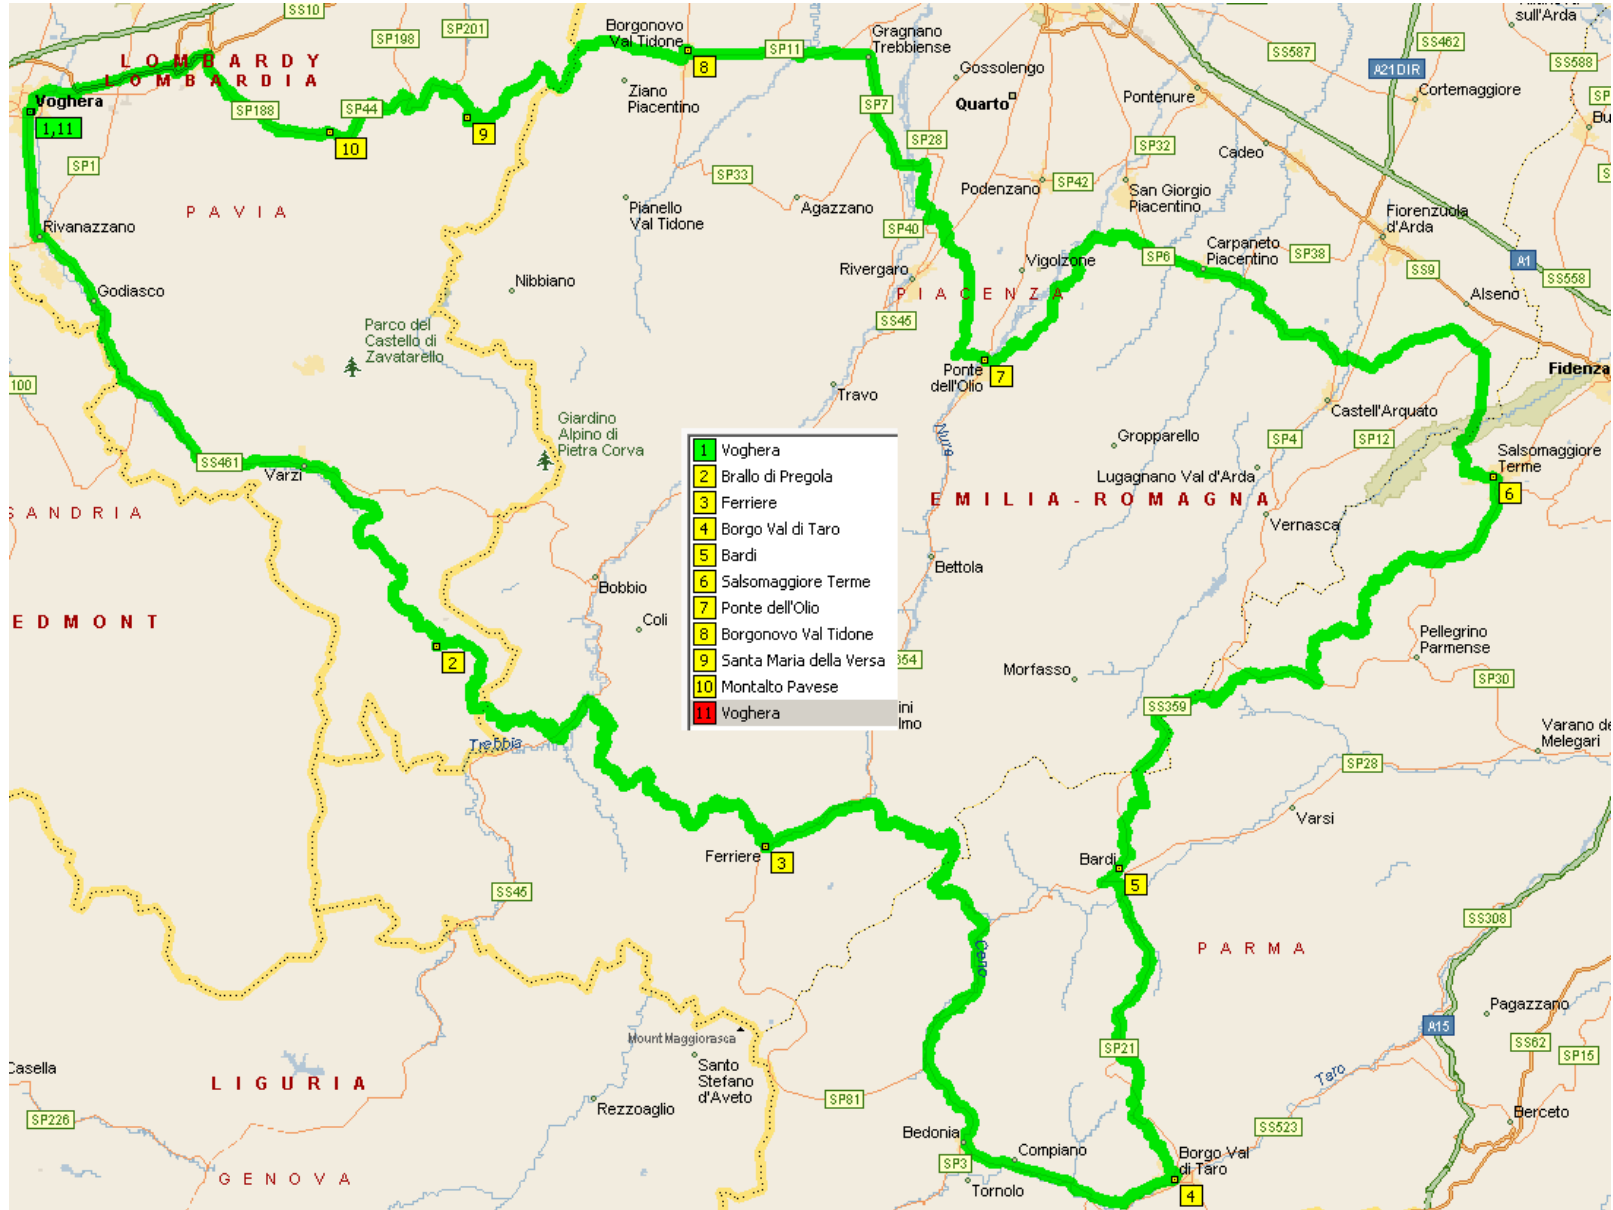 SS10
sull'Arda
Borgonovo
Val Tidone
Gragnano
Trebbiense
SP201
SP198
SP11
SS587
SS462
LOMBARDY
LOMBARDIA
8
Gossolengo
A21DIR
SS588
Ziano
Piacentino
Cortemaggiore
Pontenure
Voghera
1,11
SP188
SP44
9
10
SP7
Quarto
SP
Bu
SP28
SP32
Cadeo
SP1
SP33
Podenzano
SP42
San Giorgio
Piacentino
S
PAVIA
Pianello
Val Tidone
Agazzano
SP40
Fiorenzuola
d'Arda
Rivanazzano
Carpaneto
Piacentino
SP38
A1
SP6
Rivergaro
Vigolzone
SS9
SS558
Nibbiano
Godiasco
PIACENZA
Alseno
SS45
Parco del
Castello di
Zavatarello
Ponte
dell'Olio
7
Fidenza
100
Travo
Castell'Arquato
Giardino
Alpino di
Pietra Corva
Nure
Gropparello
SP4
SP12
1 Voghera
2 Brallo di Pregola
3 Ferriere
4 Borgo Val di Taro
5 Bardi
6 Salsomaggiore Terme
7 Ponte dell'Olio
8 Borgonovo Val Tidone
9 Santa Maria della Versa
10 Montalto Pavese
11 Voghera
SS461
Varzi
Lugagnano Val d'Arda
Salsomaggiore
Terme
6
EMILIA-ROMAGNA
SANDRIA
Vernasca
Bettola
Bobbio
Coli
EDMONT
2
654
Pellegrino
Parmense
Morfasso
SP30
SS359
ini
lmo
Varano de
Melegari
Trebbia
SP28
Varsi
Ferriere
3
Bardi
5
SS45
SS308
Ceno
PARMA
Pagazzano
A15
Mount Maggiorasca
SP21
SS62
SP15
Casella
Santo
Stefano
d'Aveto
LIGURIA
Taro
Rezzoaglio
SP81
SP226
Berceto
SS523
Bedonia
Compiano
Borgo Val
di Taro
SP3
GENOVA
Tornolo
4